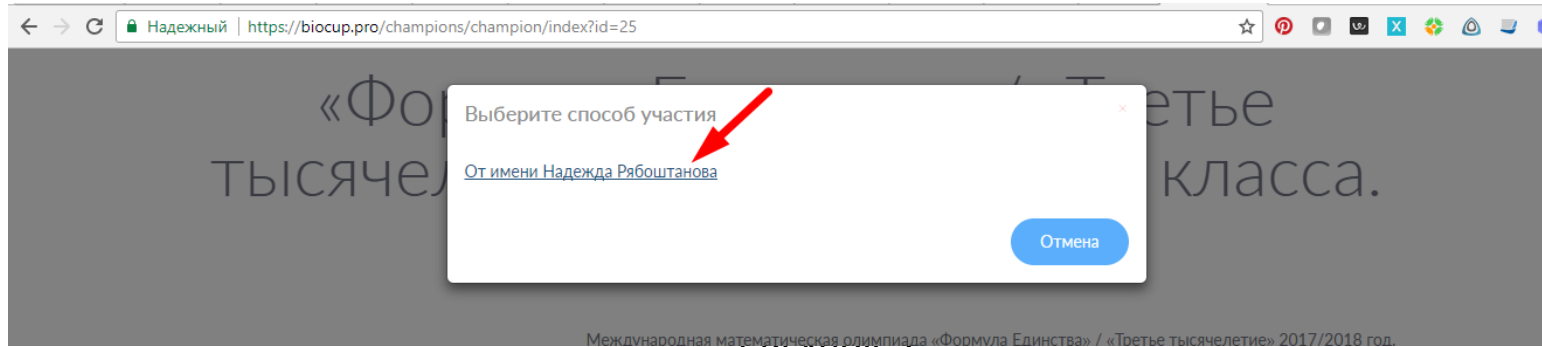 Надежный | https://biocup.pro/champions/champion/index?id=25
«Фор
етье
Выберите способ участия
×
тысячел
класса.
От имени Надежда Рябоштанова
Отмена
Международная математическая олимпиада «Формула Единства» / «Третье тысячелетие» 2017/2018 год.